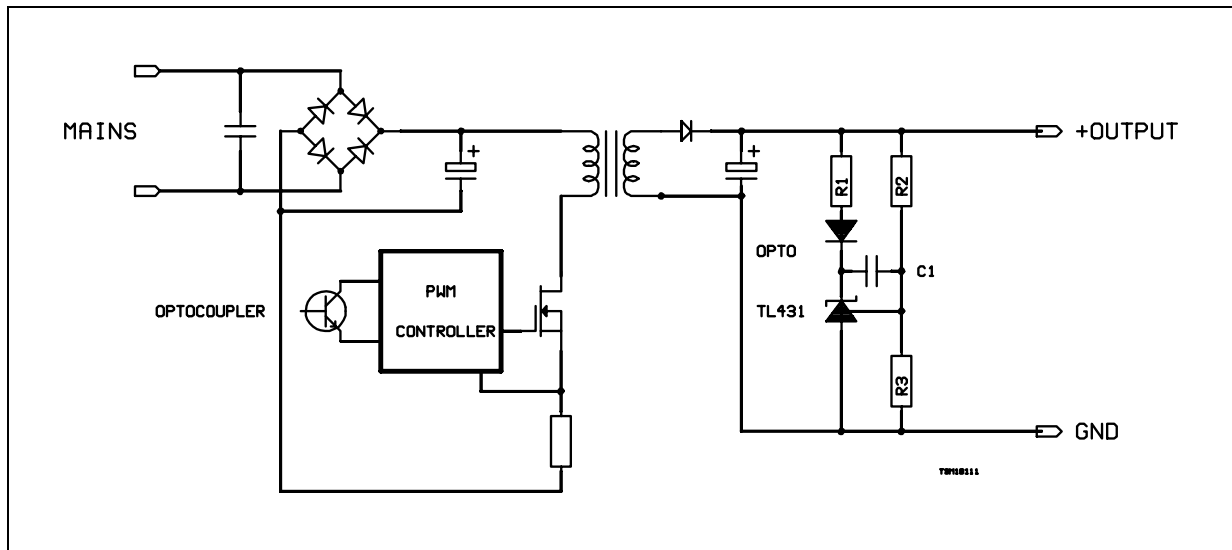 MAINS
+
+
+OUTPUT
R1
R2
OPTO
C1
OPTOCOUPLER
PWM
CONTROLLER
TL431
R3
GND